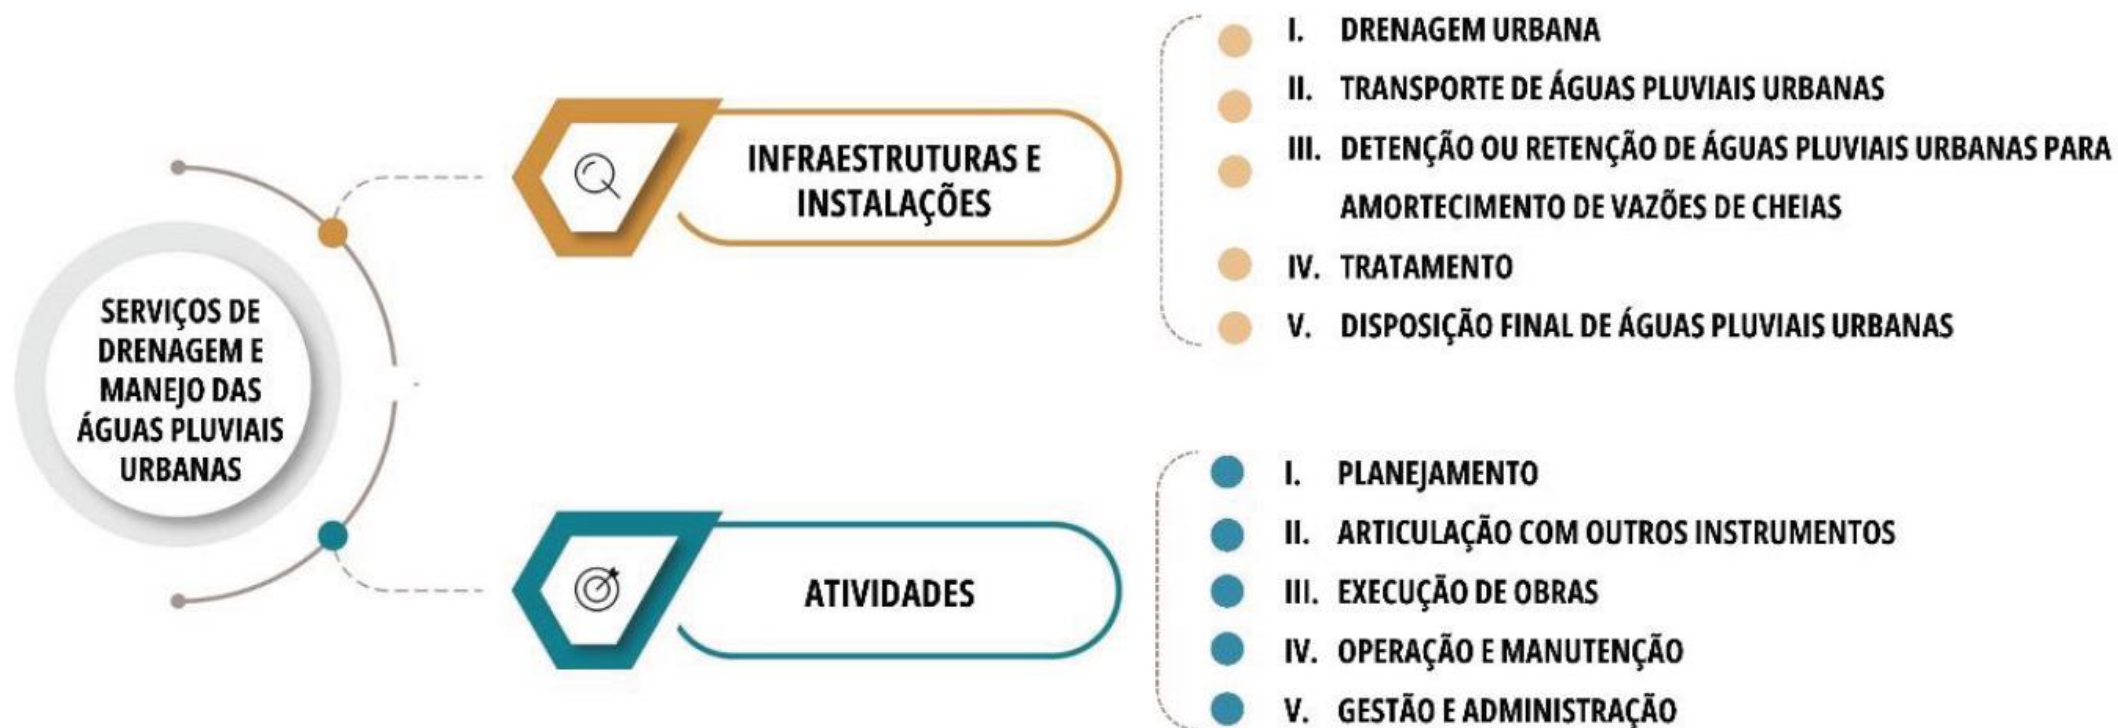 SERVIÇOS DE
DRENAGEM E
MANEJO DAS
ÁGUAS PLUVIAIS
URBANAS
INFRAESTRUTURAS E
INSTALAÇÕES
I. DRENAGEM URBANA
II. TRANSPORTE DE ÁGUAS PLUVIAIS URBANAS
III. DETENÇÃO OU RETENÇÃO DE ÁGUAS PLUVIAIS URBANAS PARA
AMORTECIMENTO DE VAZÕES DE CHEIAS
IV. TRATAMENTO
V. DISPOSIÇÃO FINAL DE ÁGUAS PLUVIAIS URBANAS
ATIVIDADES
I. PLANEJAMENTO
II. ARTICULAÇÃO COM OUTROS INSTRUMENTOS
III. EXECUÇÃO DE OBRAS
IV. OPERAÇÃO E MANUTENÇÃO
V. GESTÃO E ADMINISTRAÇÃO